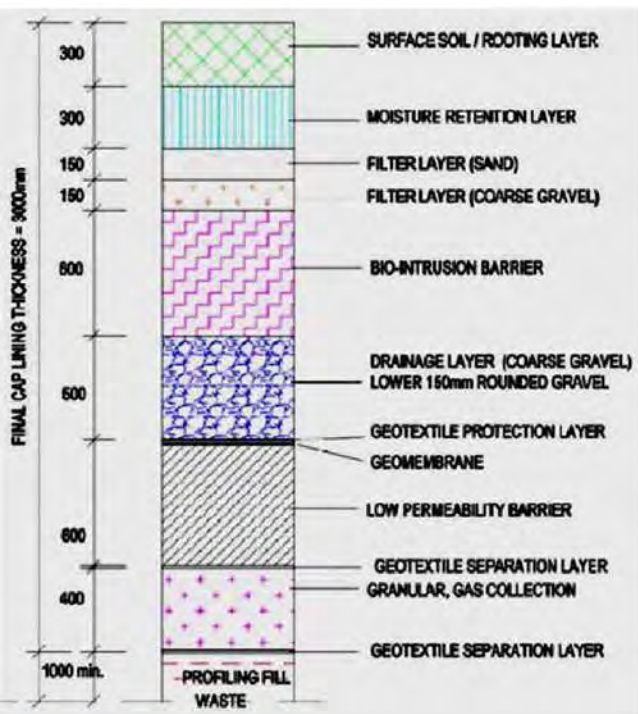 300
SURFACE SOIL / ROOTING LAYER
300
MOISTURE RETENTION LAYER
150
FILTER LAYER (SAND)
150
FILTER LAYER (COARSE GRAVEL)
FINAL CAP LINING THICKNESS = 3000mm
600
BIO-INTRUSION BARRIER
500
DRAINAGE LAYER (COARSE GRAVEL)
LOWER 150mm ROUNDED GRAVEL
GEOTEXTILE PROTECTION LAYER
GEOMEMBRANE
600
LOW PERMEABILITY BARRIER
GEOTEXTILE SEPARATION LAYER
400
GRANULAR, GAS COLLECTION
GEOTEXTILE SEPARATION LAYER
1000 min.
PROFILING FILL
WASTE